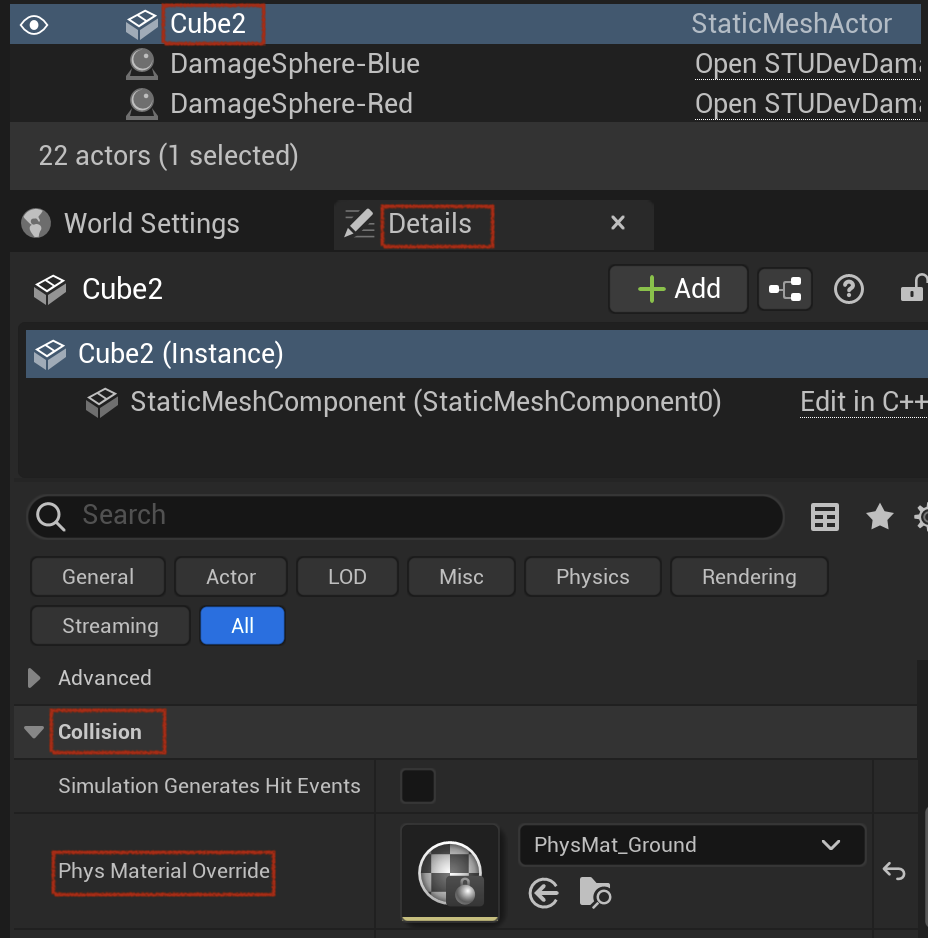 Cube2 StaticMeshActor
DamageSphere-Blue Open STUDevDam
DamageSphere-Red Open STUDevDam
22 actors (1 selected)
World Settings Details
Cube2 Add
Cube2 (Instance)
StaticMeshComponent (StaticMeshComponent0) Edit in C++
Search
General Actor LOD Misc Physics Rendering
Streaming All
Advanced
Collision
Simulation Generates Hit Events
PhysMat_Ground
Phys Material Override